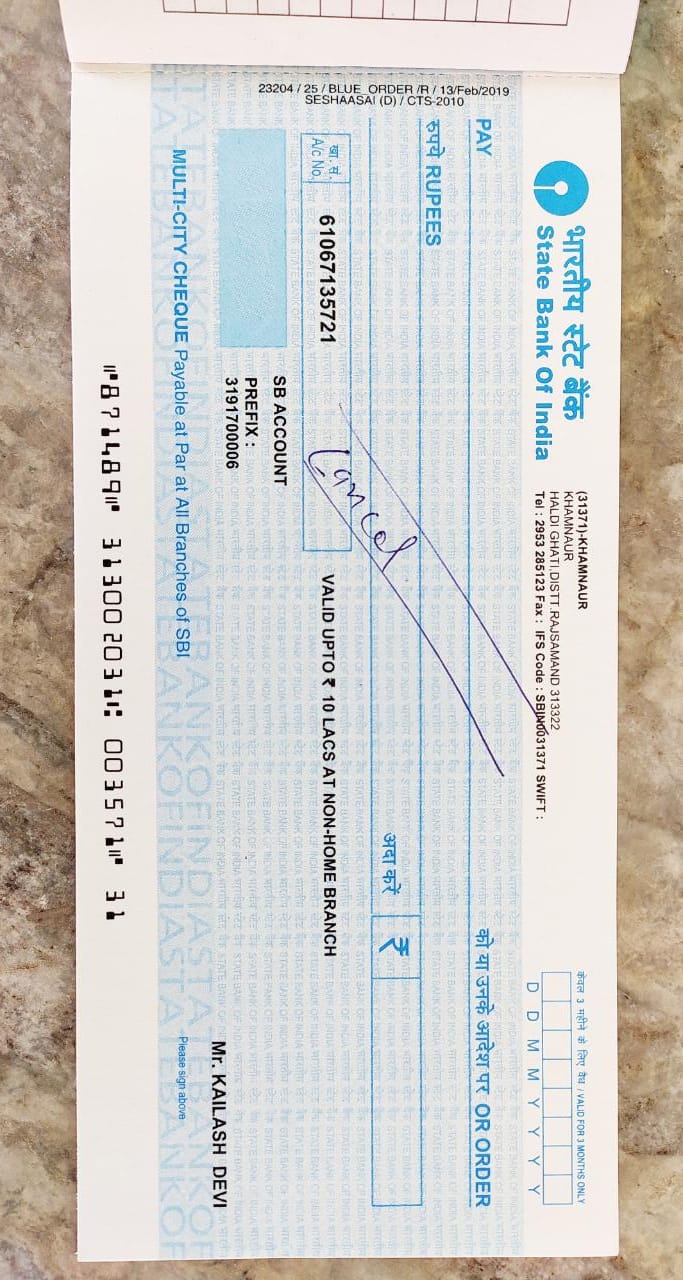 केवल 3 महीने के लिए वैध / VALID FOR 3 MONTHS ONLY
भारतीय स्टेट बैंक
State Bank Of India
(31371)-KHAMNAUR
KHAMNAUR
HALDI GHATI,DISTT.RAJSAMAND 313322
Tel : 2953 285123 Fax : IFS Code : SBIN0031371 SWIFT :
D D M M Y Y Y Y
PAY
को या उनके आदेश पर OR ORDER
रुपये RUPEES
अदा करें
₹
खा. सं.
A/c No.
61067135721
Cancel
VALID UPTO ₹ 10 LACS AT NON-HOME BRANCH
SB ACCOUNT
PREFIX :
3191700006
Mr. KAILASH DEVI
MULTI-CITY CHEQUE Payable at Par at All Branches of SBI
Please sign above
⑈871489⑈ 313002031⑆ 003571⑈ 31
23204 / 25 / BLUE_ORDER /R / 13/Feb/2019
SESHAASAI (D) / CTS-2010